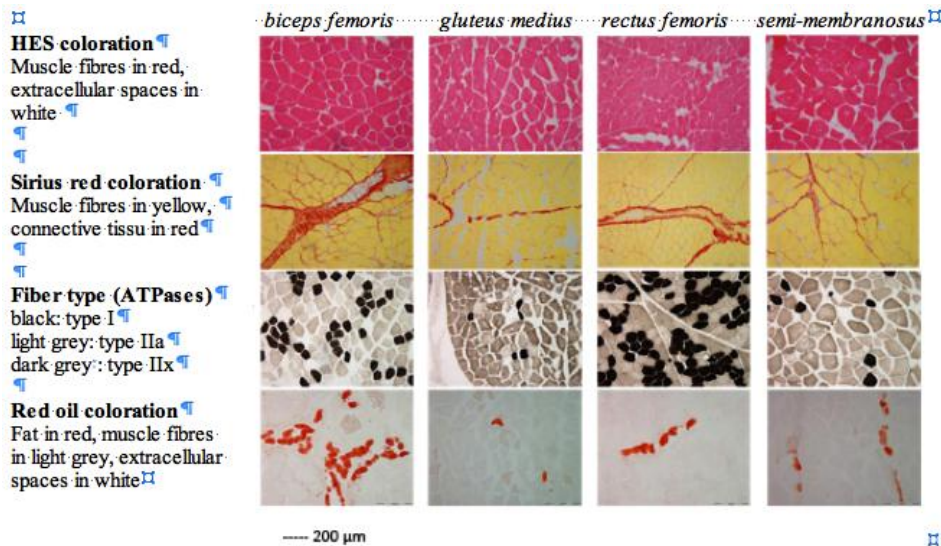 biceps femoris gluteus medius rectus femoris semi-membranosus
HES coloration
Muscle fibres in red,
extracellular spaces in
white
Sirius red coloration
Muscle fibres in yellow,
connective tissu in red
Fiber type (ATPases)
black: type I
light grey: type IIa
dark grey : type IIx
Red oil coloration
Fat in red, muscle fibres
in light grey, extracellular
spaces in white
---- 200 µm